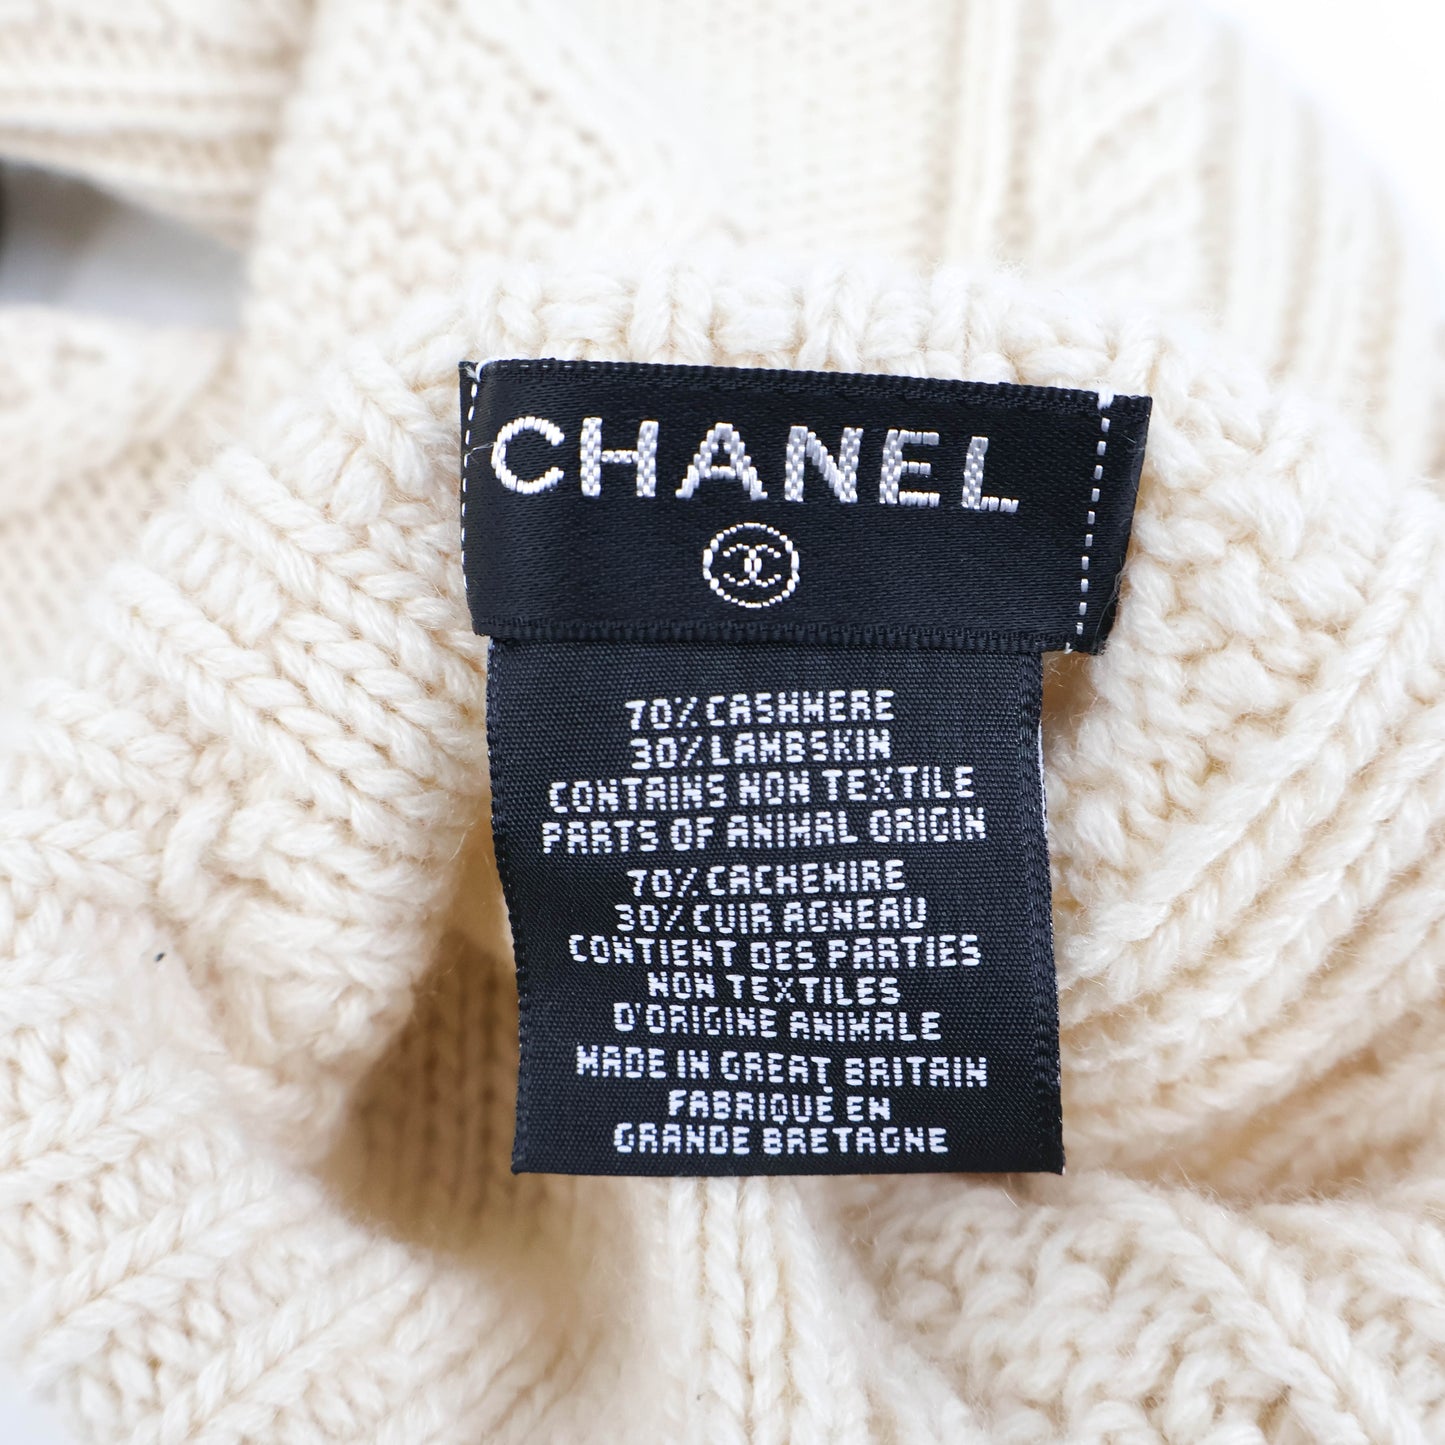 CHANEL
70% CASHMERE
30% LAMBSKIN
CONTAINS NON TEXTILE
PARTS OF ANIMAL ORIGIN
70% CACHEMIRE
30% CUIR AGNEAU
CONTIENT DES PARTIES
NON TEXTILES
D'ORIGINE ANIMALE
MADE IN GREAT BRITAIN
FABRIQUÉ EN
GRANDE BRETAGNE